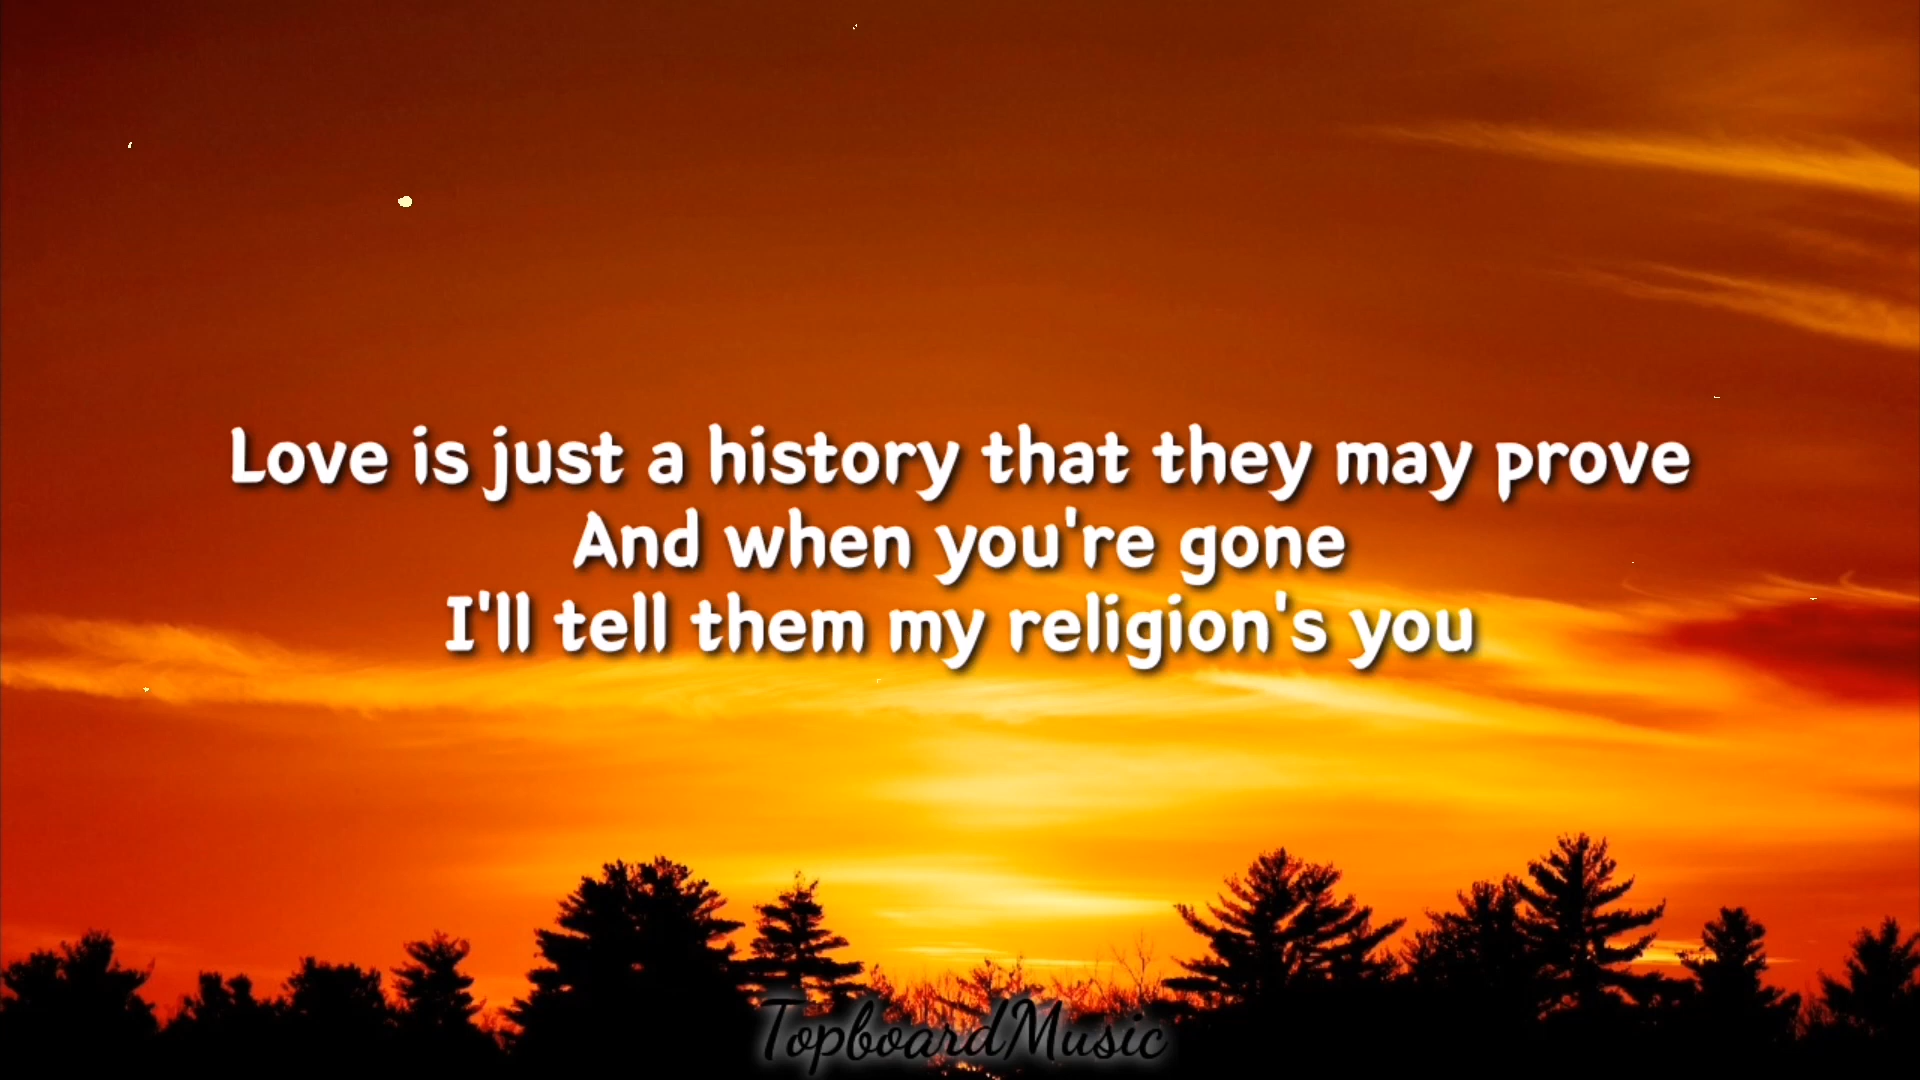 Love is just a history that they may prove
And when you're gone
I'll tell them my religion's you
TopboardMusic